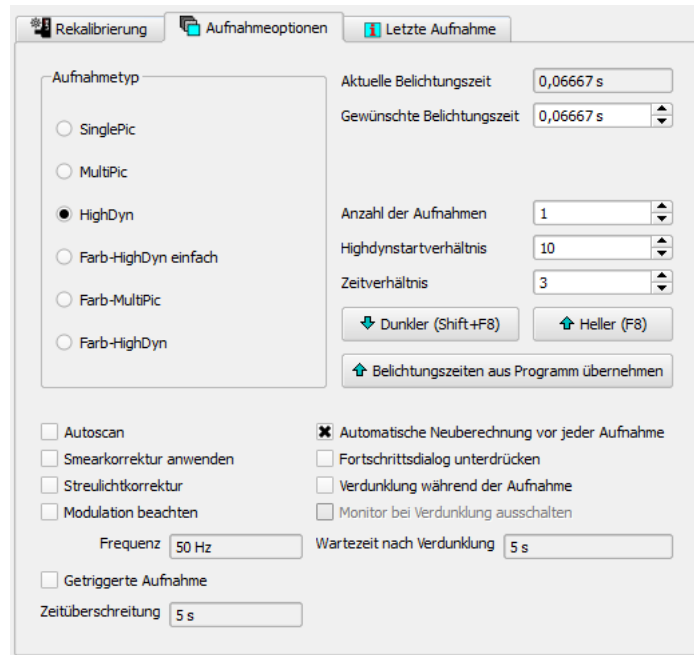 Rekalibrierung
Aufnahmeoptionen
Letzte Aufnahme
Aufnahmetyp
SinglePic
MultiPic
HighDyn
Farb-HighDyn einfach
Farb-MultiPic
Farb-HighDyn
Aktuelle Belichtungszeit 0,06667 s
Gewünschte Belichtungszeit 0,06667 s
Anzahl der Aufnahmen 1
Highdynstartverhältnis 10
Zeitverhältnis 3
Dunkler (Shift+F8)
Heller (F8)
Belichtungszeiten aus Programm übernehmen
Autoscan
Smearkorrektur anwenden
Streulichtkorrektur
Modulation beachten
Frequenz 50 Hz
Getriggerte Aufnahme
Zeitüberschreitung 5 s
Automatische Neuberechnung vor jeder Aufnahme
Fortschrittsdialog unterdrücken
Verdunklung während der Aufnahme
Monitor bei Verdunklung ausschalten
Wartezeit nach Verdunklung 5 s